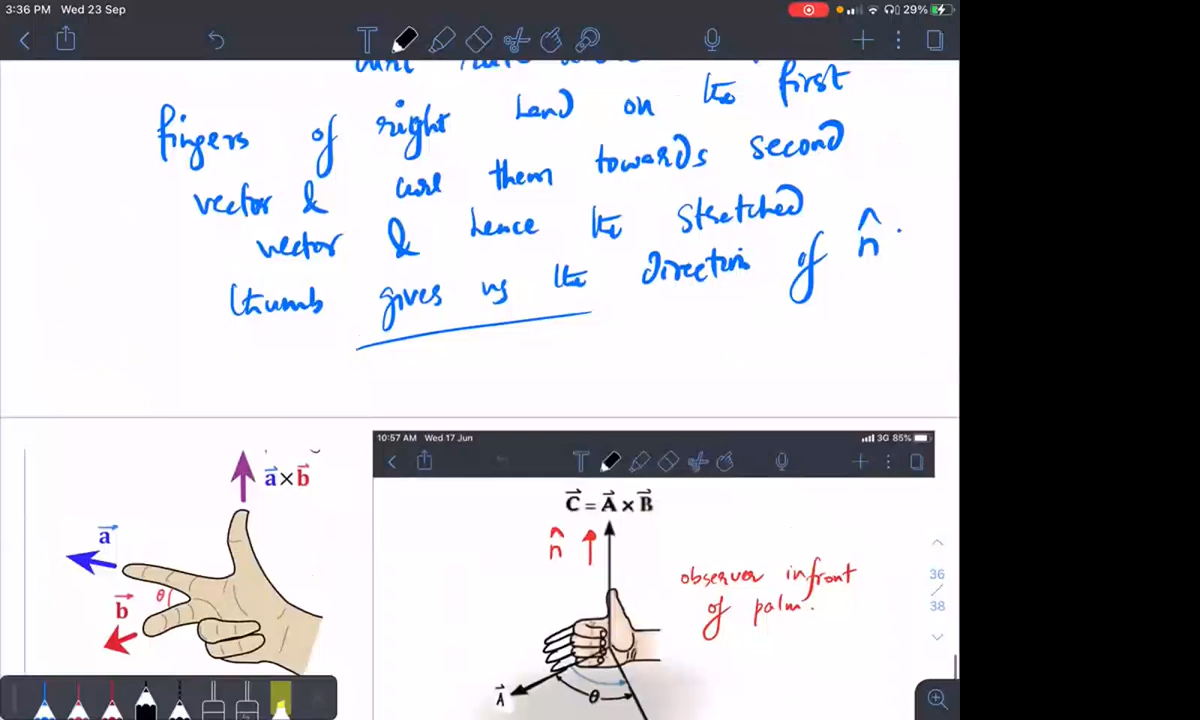 3:36 PM Wed 23 Sep
29%
T
fingers of right hand on the first
vector & curl them towards second
vector & hence the stretched
thumb gives us the direction of n̂.
a⃗×b⃗
a⃗
θ
b⃗
10:57 AM Wed 17 Jun
3G 85%
T
C⃗ = A⃗ × B⃗
n̂
observer infront
of palm.
36
/
38
A⃗
θ